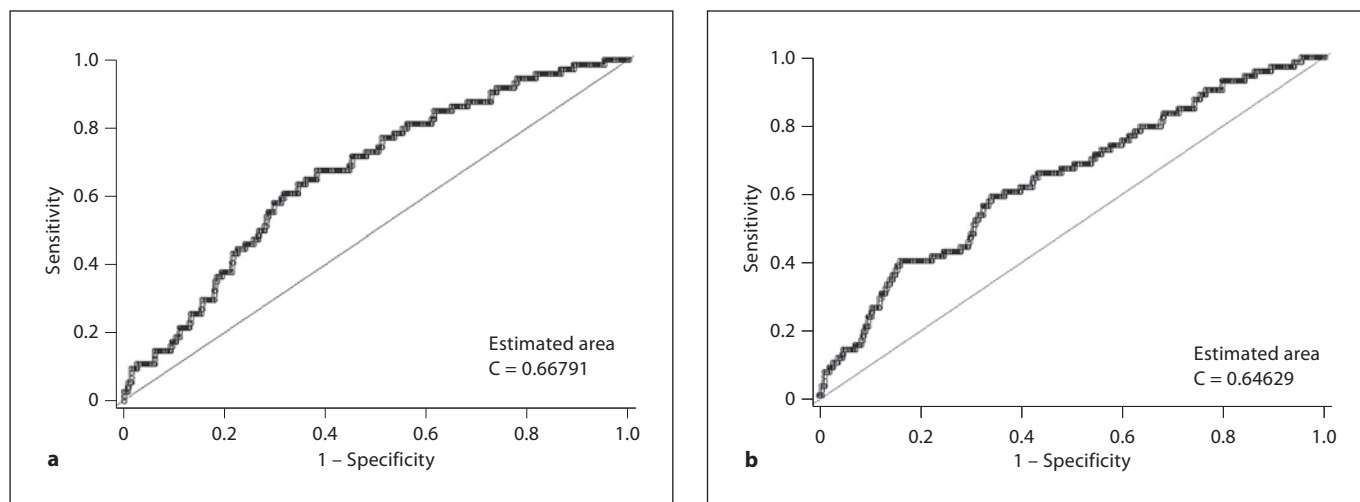 1.0
0.8
0.6
0.4
0.2
0
Sensitivity
Estimated area
C = 0.66791
0 0.2 0.4 0.6 0.8 1.0
1 – Specificity
a
1.0
0.8
0.6
0.4
0.2
0
Sensitivity
Estimated area
C = 0.64629
0 0.2 0.4 0.6 0.8 1.0
1 – Specificity
b